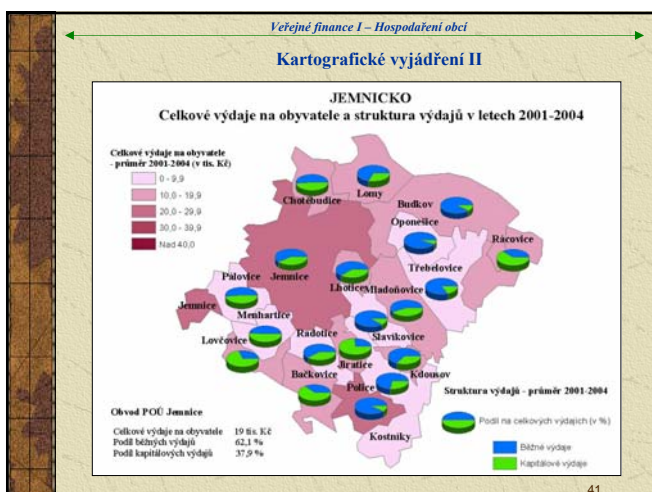 Veřejné finance I – Hospodaření obcí
Kartografické vyjádření II
JEMNICKO
Celkové výdaje na obyvatele a struktura výdajů v letech 2001-2004
Celkové výdaje na obyvatele
- průměr 2001-2004 (v tis. Kč)
0 - 9,9
10,0 - 19,9
20,0 - 29,9
30,0 - 39,9
Nad 40,0
Chotěbudice
Lomy
Budkov
Oponešice
Rácovice
Třebelovice
Pálovice
Jemnice
Lhotice
Mladoňovice
Jemnice
Menhartice
Lovčovice
Radotice
Slavíkovice
Jiratice
Bačkovice
Kdousov
Police
Kostníky
Struktura výdajů - průměr 2001-2004
Podíl na celkových výdajích (v %)
Běžné výdaje
Kapitálové výdaje
Obvod POÚ Jemnice
Celkové výdaje na obyvatele 19 tis. Kč
Podíl běžných výdajů 62,1 %
Podíl kapitálových výdajů 37,9 %
41